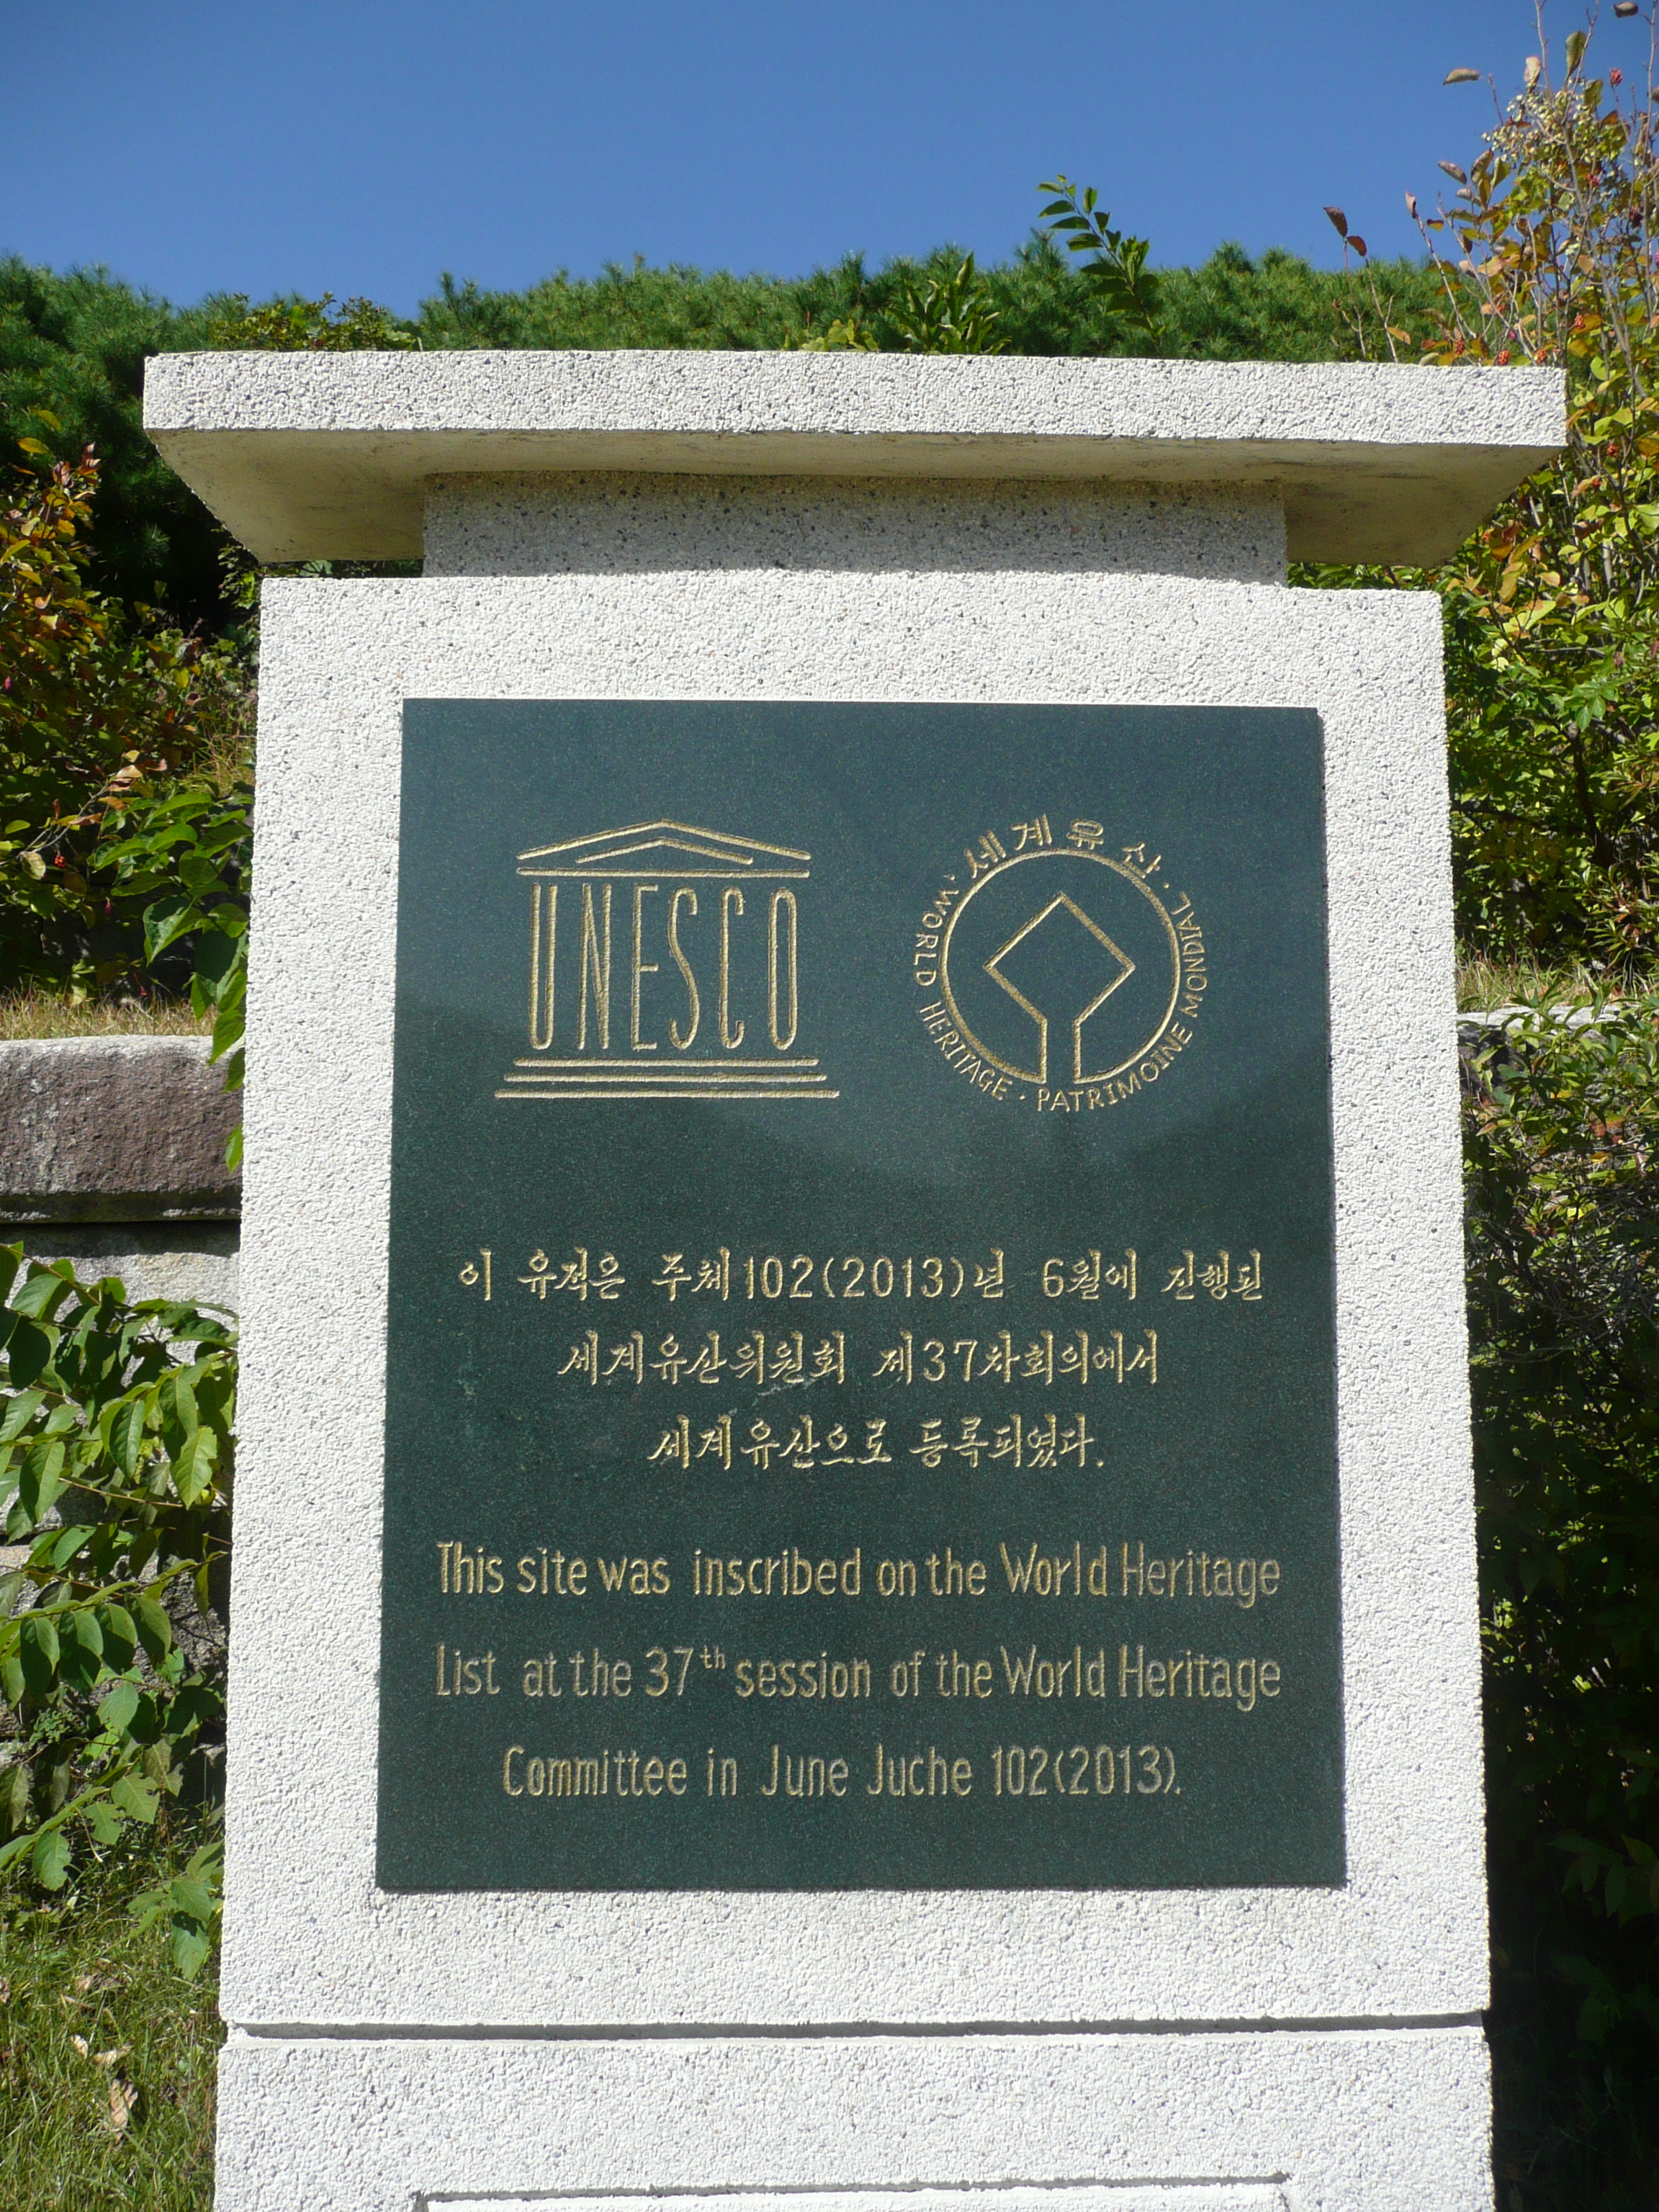 UNESCO
세계유산 · WORLD HERITAGE · PATRIMOINE MONDIAL ·
이 유적은 주체102(2013)년 6월에 진행된
세계유산위원회 제37차회의에서
세계유산으로 등록되였다.
This site was inscribed on the World Heritage
List at the 37th session of the World Heritage
Committee in June Juche 102(2013).